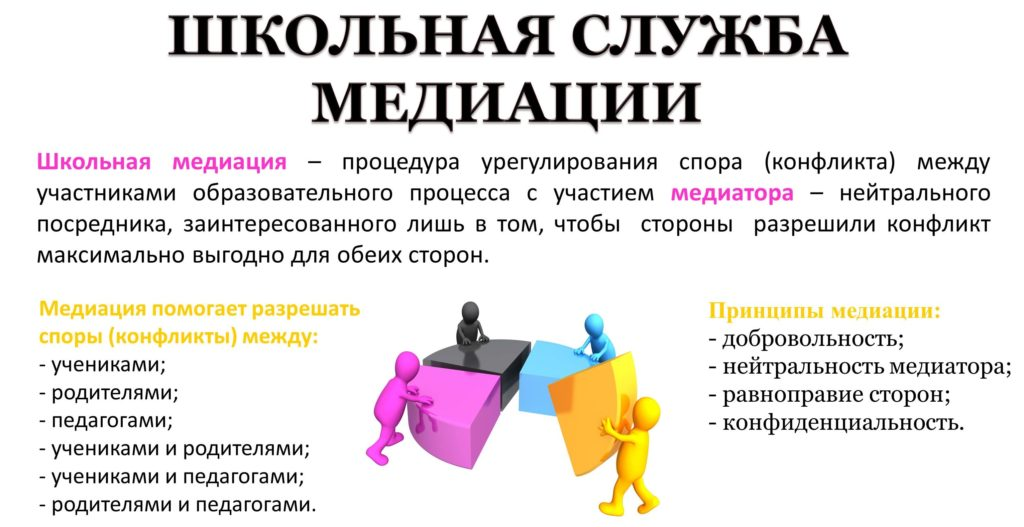 ШКОЛЬНАЯ СЛУЖБА
МЕДИАЦИИ
Школьная медиация – процедура урегулирования спора (конфликта) между
участниками образовательного процесса с участием медиатора – нейтрального
посредника, заинтересованного лишь в том, чтобы стороны разрешили конфликт
максимально выгодно для обеих сторон.
Медиация помогает разрешать
споры (конфликты) между:
- учениками;
- родителями;
- педагогами;
- учениками и родителями;
- учениками и педагогами;
- родителями и педагогами.
Принципы медиации:
- добровольность;
- нейтральность медиатора;
- равноправие сторон;
- конфиденциальность.